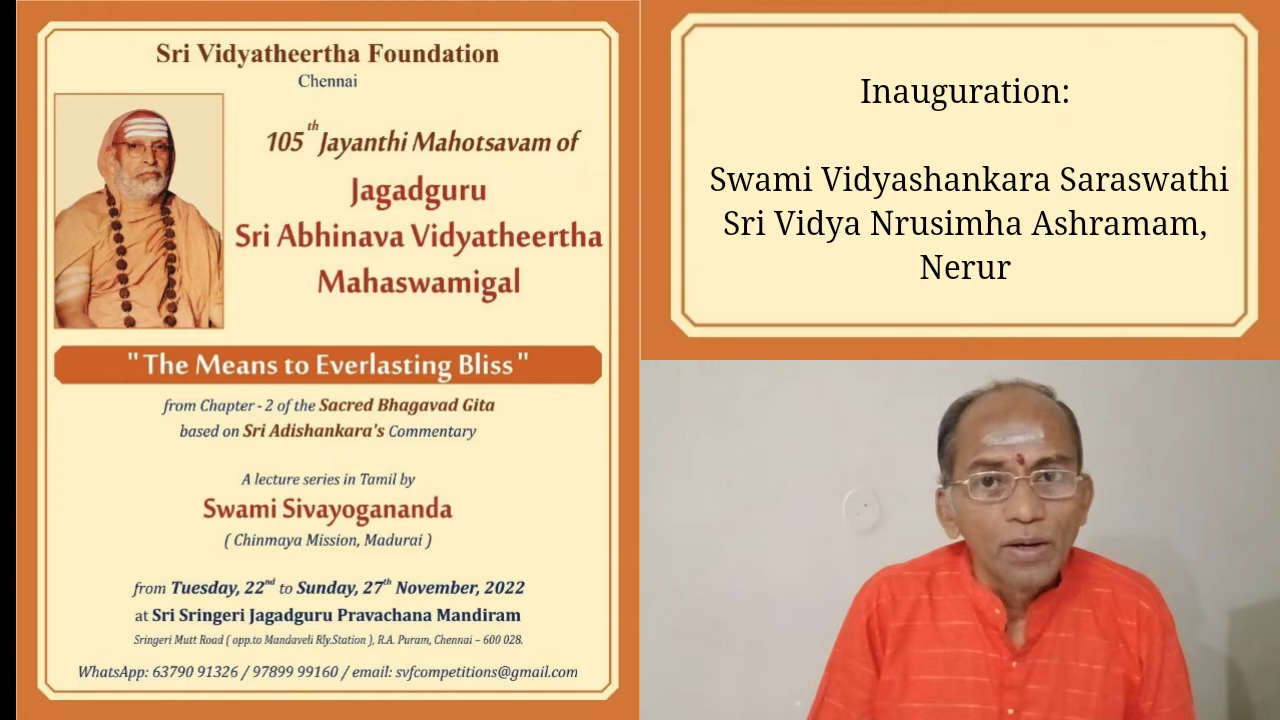 Sri Vidyatheertha Foundation
Chennai
105th Jayanthi Mahotsavam of
Jagadguru
Sri Abhinava Vidyatheertha
Mahaswamigal
"The Means to Everlasting Bliss"
from Chapter - 2 of the Sacred Bhagavad Gita
based on Sri Adishankara's Commentary
A lecture series in Tamil by
Swami Sivayogananda
( Chinmaya Mission, Madurai )
from Tuesday, 22nd to Sunday, 27th November, 2022
at Sri Sringeri Jagadguru Pravachana Mandiram
Sringeri Mutt Road ( opp.to Mandaveli Rly.Station ), R.A. Puram, Chennai – 600 028.
WhatsApp: 63790 91326 / 97899 99160 / email: svfcompetitions@gmail.com
Inauguration:
Swami Vidyashankara Saraswathi
Sri Vidya Nrusimha Ashramam,
Nerur